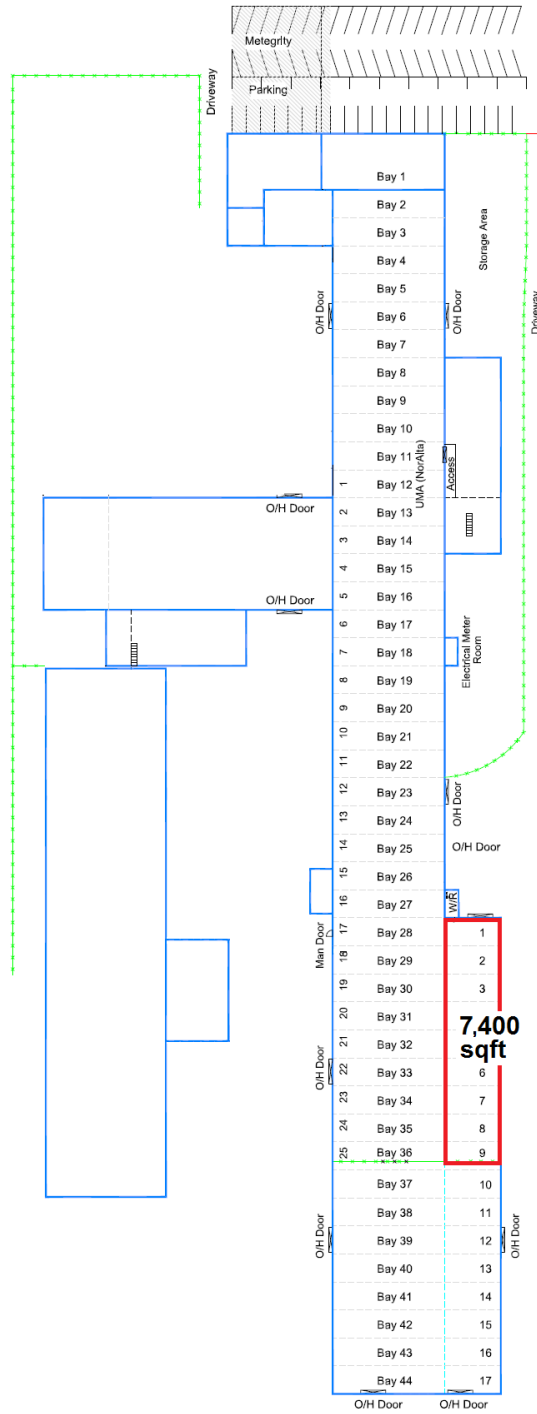 Metegrity
Parking
Driveway
Bay 1
Bay 2
Bay 3
Bay 4
Bay 5
Bay 6
Bay 7
Bay 8
Bay 9
Bay 10
Bay 11
1 Bay 12
2 Bay 13
3 Bay 14
4 Bay 15
5 Bay 16
6 Bay 17
7 Bay 18
8 Bay 19
9 Bay 20
10 Bay 21
11 Bay 22
12 Bay 23
13 Bay 24
14 Bay 25
15 Bay 26
16 Bay 27
17 Bay 28 1
18 Bay 29 2
19 Bay 30 3
20 Bay 31
21 Bay 32
22 Bay 33 6
23 Bay 34 7
24 Bay 35 8
25 Bay 36 9
Bay 37 10
Bay 38 11
Bay 39 12
Bay 40 13
Bay 41 14
Bay 42 15
Bay 43 16
Bay 44 17
7,400
sqft
Storage Area
Driveway
O/H Door
O/H Door
UMA (NorAlta)
Access
O/H Door
O/H Door
Electrical Meter
Room
O/H Door
O/H Door
W/R
Man Door
O/H Door
O/H Door
O/H Door
O/H Door
O/H Door